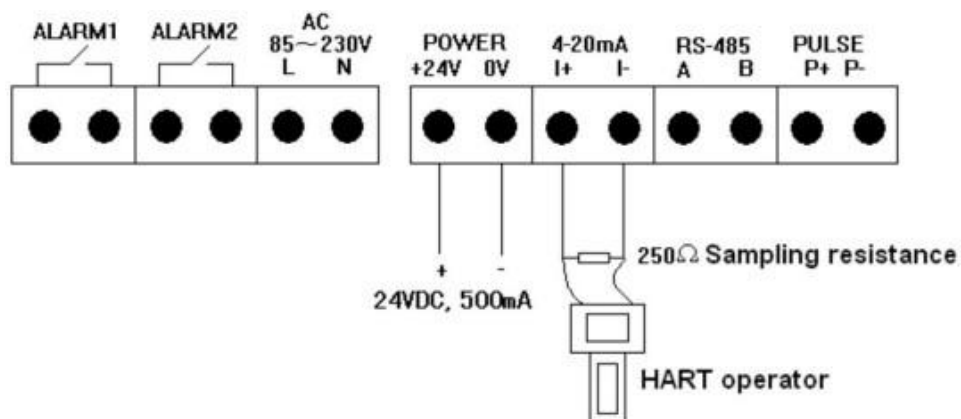 ALARM1 ALARM2 AC
85～230V
L N
POWER 4-20mA RS-485 PULSE
+24V 0V I+ I- A B P+ P-
250Ω Sampling resistance
+ -
24VDC, 500mA
HART operator